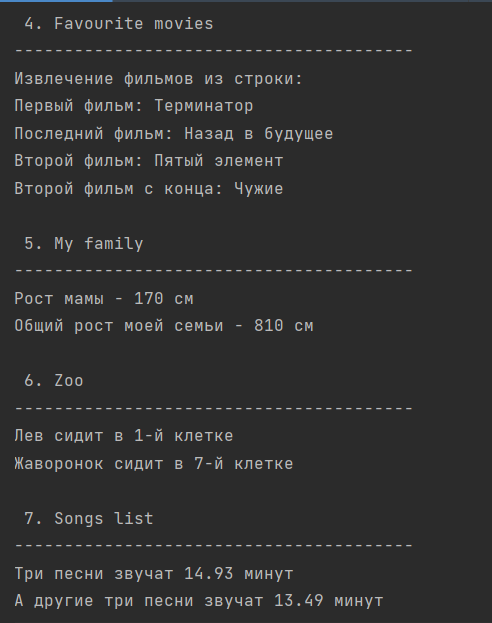 4. Favourite movies
----------------------------------------
Извлечение фильмов из строки:
Первый фильм: Терминатор
Последний фильм: Назад в будущее
Второй фильм: Пятый элемент
Второй фильм с конца: Чужие
5. My family
----------------------------------------
Рост мамы - 170 см
Общий рост моей семьи - 810 см
6. Zoo
----------------------------------------
Лев сидит в 1-й клетке
Жаворонок сидит в 7-й клетке
7. Songs list
----------------------------------------
Три песни звучат 14.93 минут
А другие три песни звучат 13.49 минут